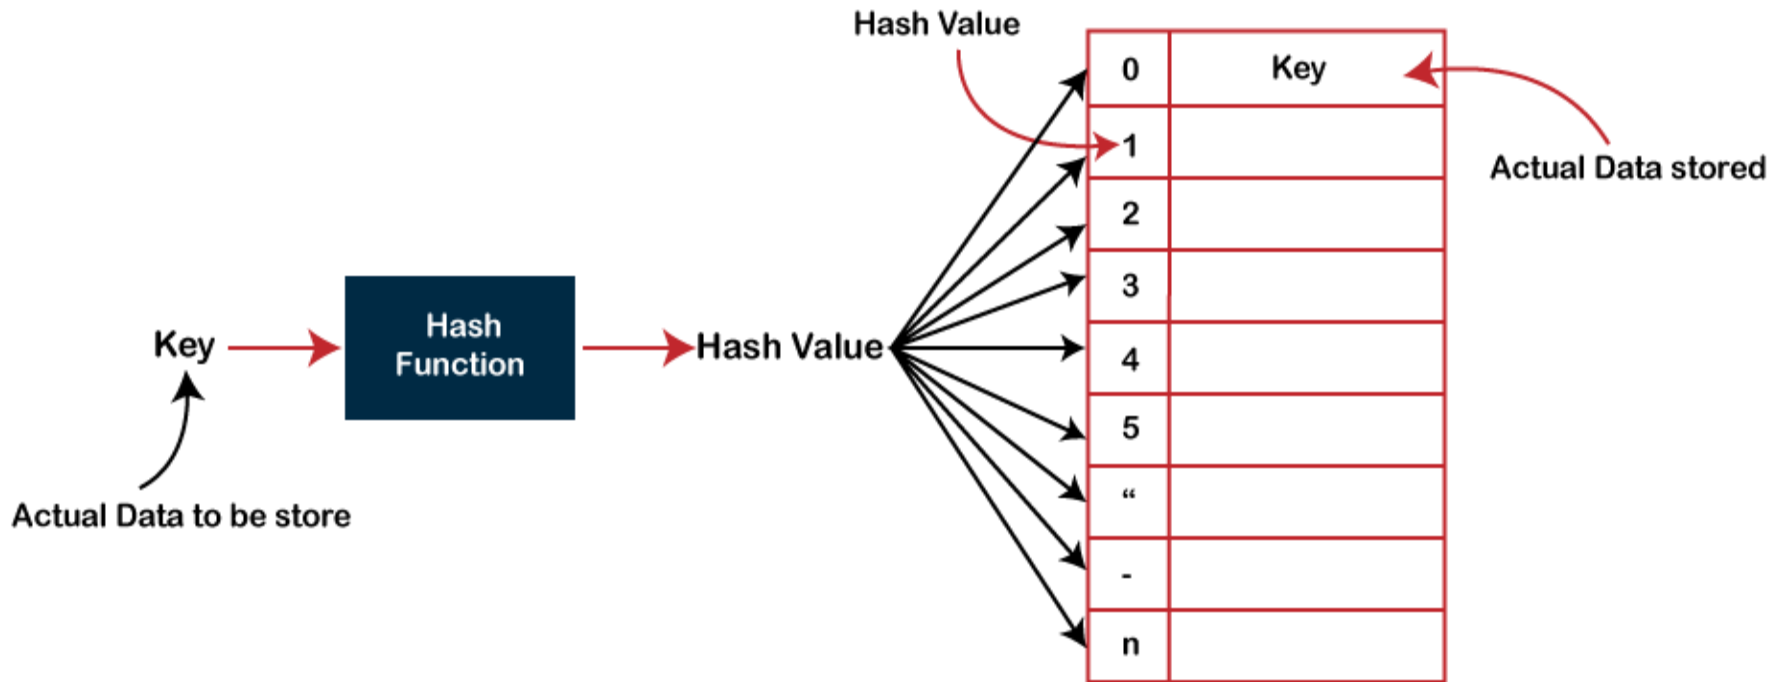 Hash Value
0
Key
1
Actual Data stored
2
3
Key
Hash
Function
Hash Value
4
5
“
Actual Data to be store
-
n